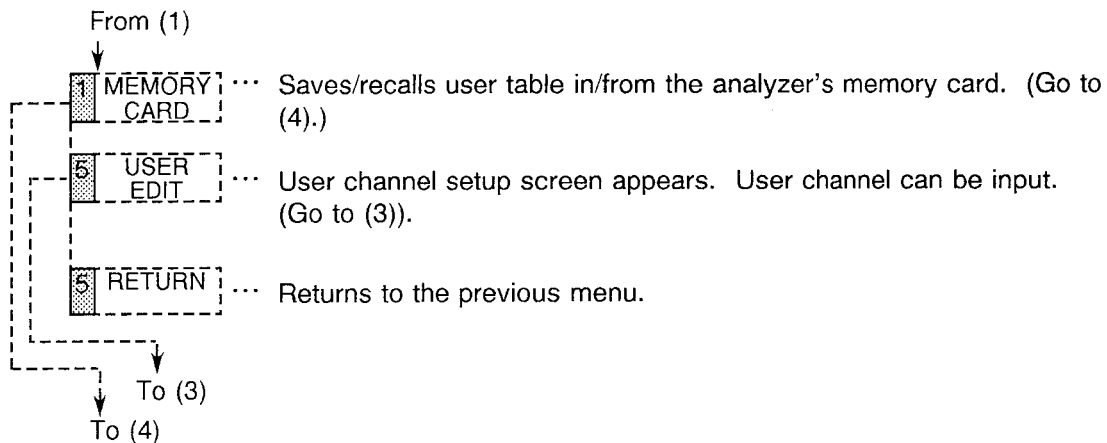 From (1)
1 MEMORY CARD ··· Saves/recalls user table in/from the analyzer's memory card. (Go to
(4).)
5 USER EDIT ··· User channel setup screen appears. User channel can be input.
(Go to (3)).
5 RETURN ··· Returns to the previous menu.
To (3)
To (4)